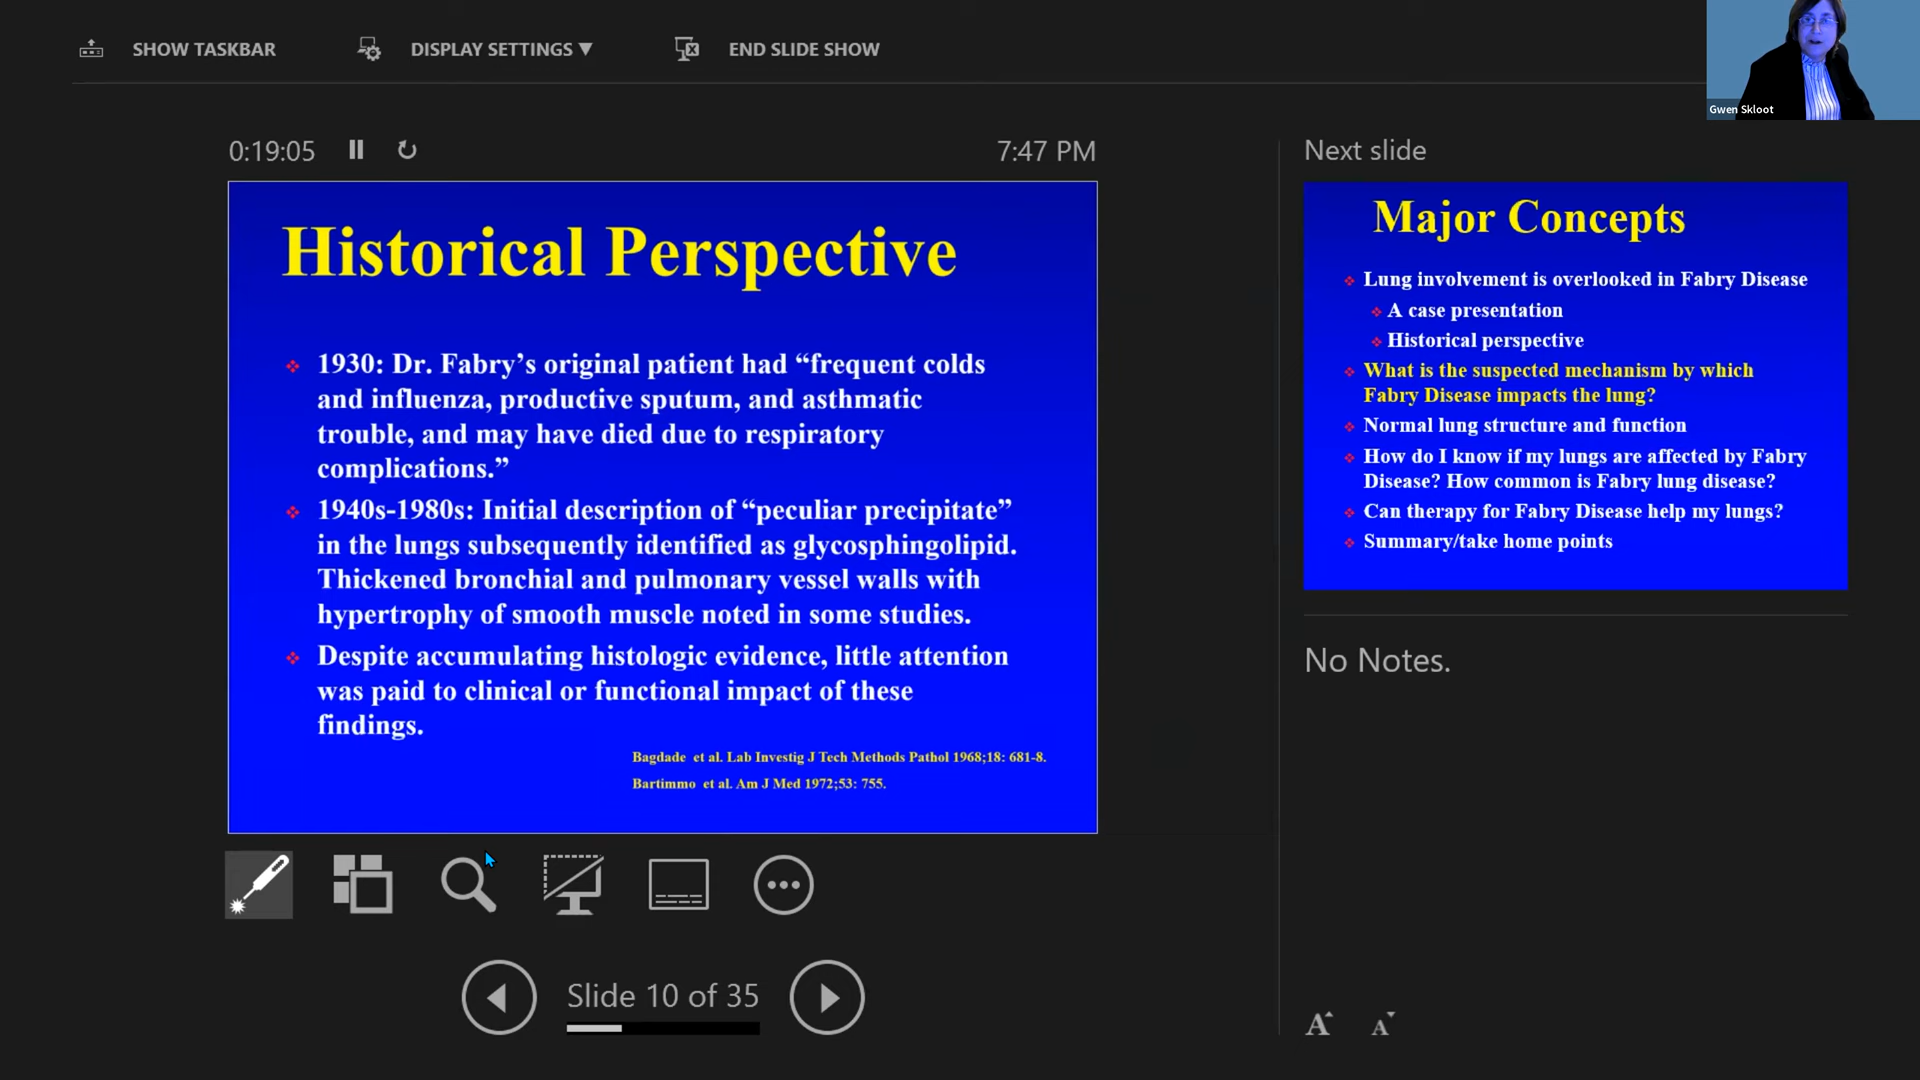 SHOW TASKBAR
DISPLAY SETTINGS ▼
END SLIDE SHOW
Gwen Skloot
0:19:05
7:47 PM
Historical Perspective
1930: Dr. Fabry’s original patient had “frequent colds
and influenza, productive sputum, and asthmatic
trouble, and may have died due to respiratory
complications.”
1940s-1980s: Initial description of “peculiar precipitate”
in the lungs subsequently identified as glycosphingolipid.
Thickened bronchial and pulmonary vessel walls with
hypertrophy of smooth muscle noted in some studies.
Despite accumulating histologic evidence, little attention
was paid to clinical or functional impact of these
findings.
Bagdade et al. Lab Investig J Tech Methods Pathol 1968;18: 681-8.
Bartimmo et al. Am J Med 1972;53: 755.
Slide 10 of 35
Next slide
Major Concepts
Lung involvement is overlooked in Fabry Disease
A case presentation
Historical perspective
What is the suspected mechanism by which
Fabry Disease impacts the lung?
Normal lung structure and function
How do I know if my lungs are affected by Fabry
Disease? How common is Fabry lung disease?
Can therapy for Fabry Disease help my lungs?
Summary/take home points
No Notes.
A A